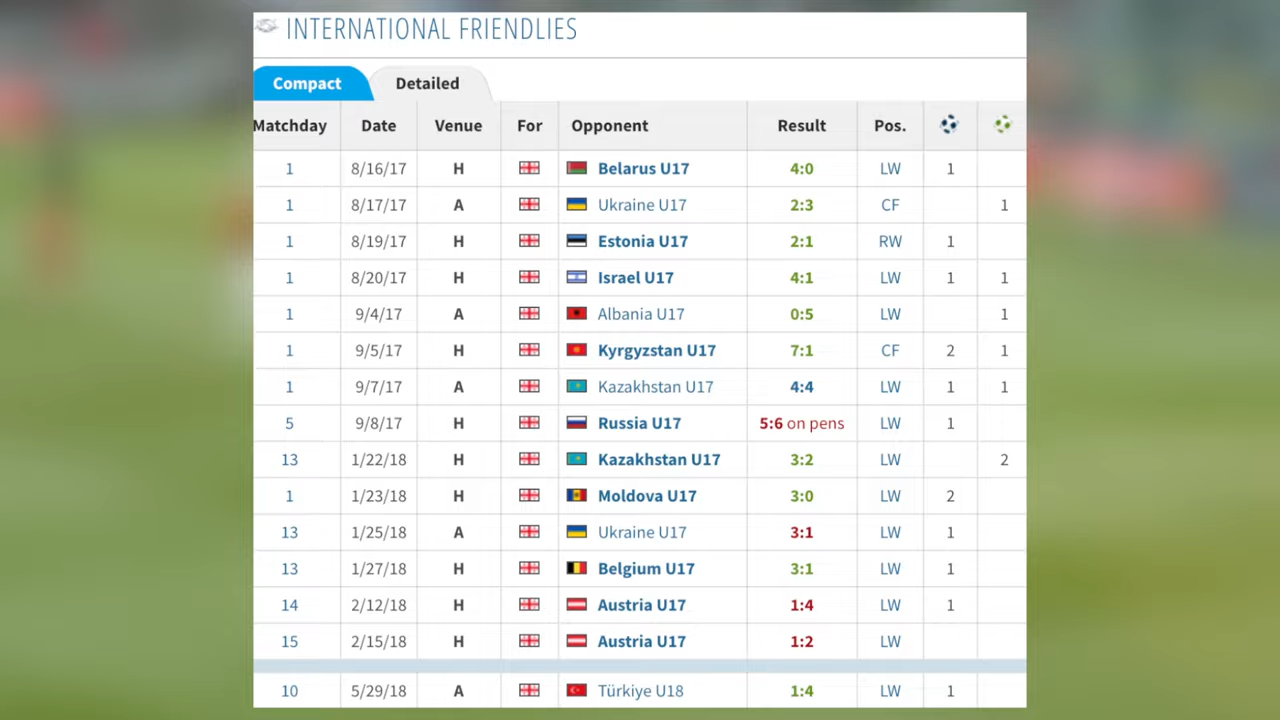 INTERNATIONAL FRIENDLIES
Compact Detailed
Matchday Date Venue For Opponent Result Pos.
1 8/16/17 H Belarus U17 4:0 LW 1
1 8/17/17 A Ukraine U17 2:3 CF 1
1 8/19/17 H Estonia U17 2:1 RW 1
1 8/20/17 H Israel U17 4:1 LW 1 1
1 9/4/17 A Albania U17 0:5 LW 1
1 9/5/17 H Kyrgyzstan U17 7:1 CF 2 1
1 9/7/17 A Kazakhstan U17 4:4 LW 1 1
5 9/8/17 H Russia U17 5:6 on pens LW 1
13 1/22/18 H Kazakhstan U17 3:2 LW 2
1 1/23/18 H Moldova U17 3:0 LW 2
13 1/25/18 A Ukraine U17 3:1 LW 1
13 1/27/18 H Belgium U17 3:1 LW 1
14 2/12/18 H Austria U17 1:4 LW 1
15 2/15/18 H Austria U17 1:2 LW
10 5/29/18 A Türkiye U18 1:4 LW 1